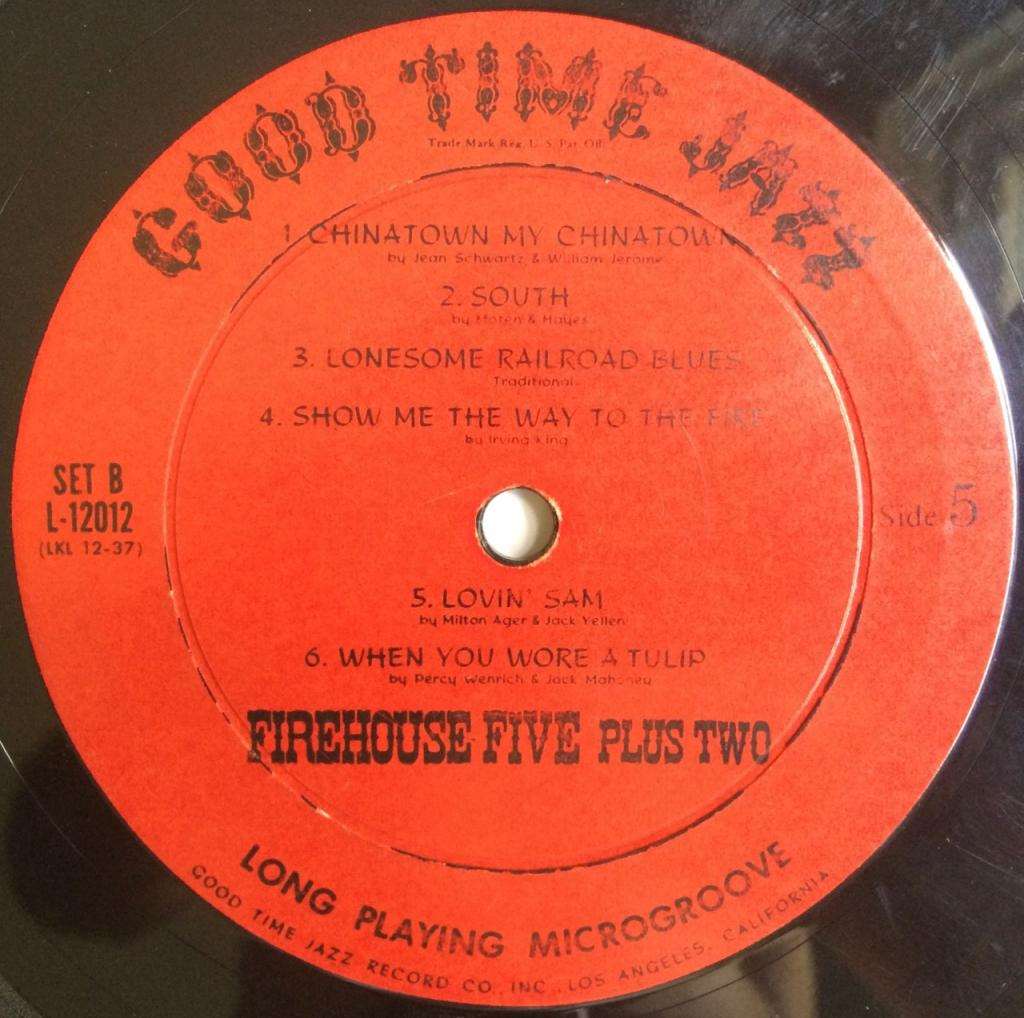 GOOD TIME JAZZ
Trade Mark Reg. U. S. Pat. Off.
1. CHINATOWN MY CHINATOWN
by Jean Schwartz & William Jerome
2. SOUTH
by Moten & Hayes
3. LONESOME RAILROAD BLUES
Traditional
4. SHOW ME THE WAY TO THE FIRE
by Irving King
SET B
L-12012
(LKL 12-37)
Side 5
5. LOVIN' SAM
by Milton Ager & Jack Yellen
6. WHEN YOU WORE A TULIP
by Percy Wenrich & Jack Mahoney
FIREHOUSE FIVE PLUS TWO
LONG PLAYING MICROGROOVE
GOOD TIME JAZZ RECORD CO. INC., LOS ANGELES, CALIFORNIA